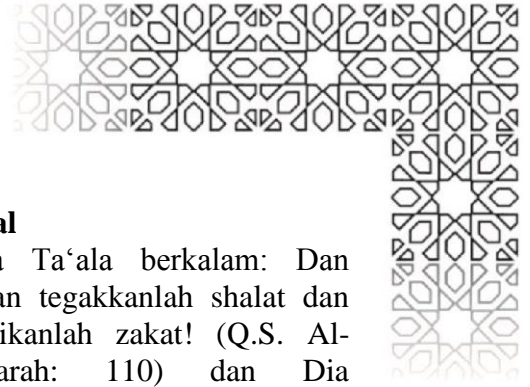 al
a Ta‘ala berkalam: Dan
an tegakkanlah shalat dan
ikanlah zakat! (Q.S. Al-
arah: 110) dan Dia